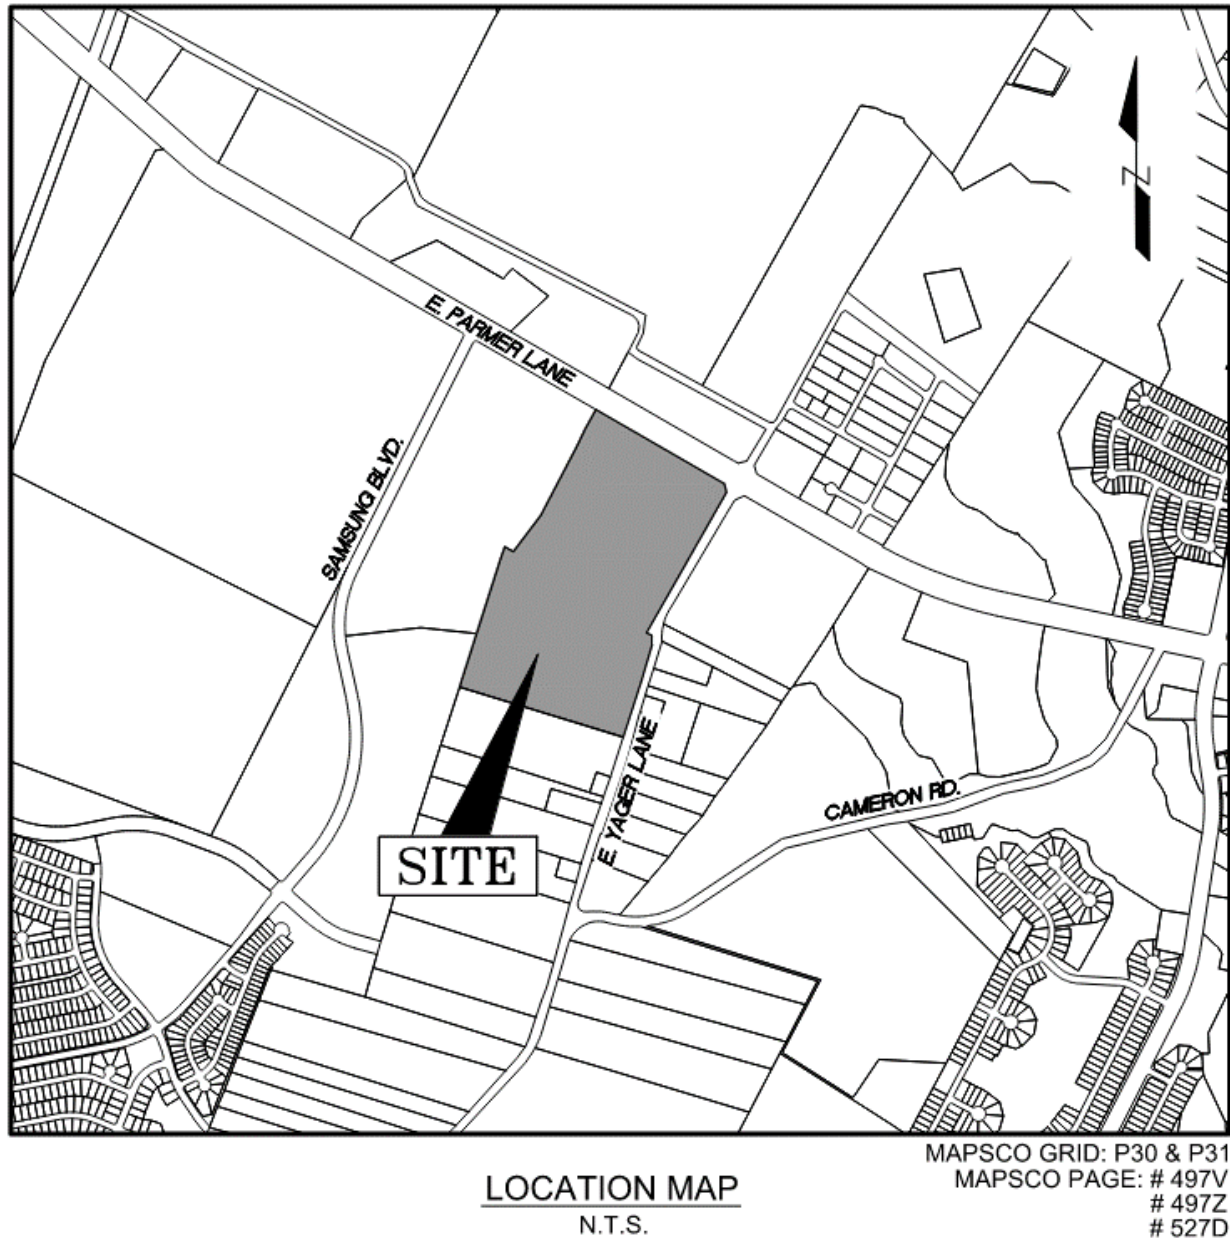 N
E. PARMER LANE
SAMSUNG BLVD.
E. YAGER LANE
CAMERON RD.
SITE
MAPSCO GRID: P30 & P31
MAPSCO PAGE: # 497V
# 497Z
# 527D
LOCATION MAP
N.T.S.